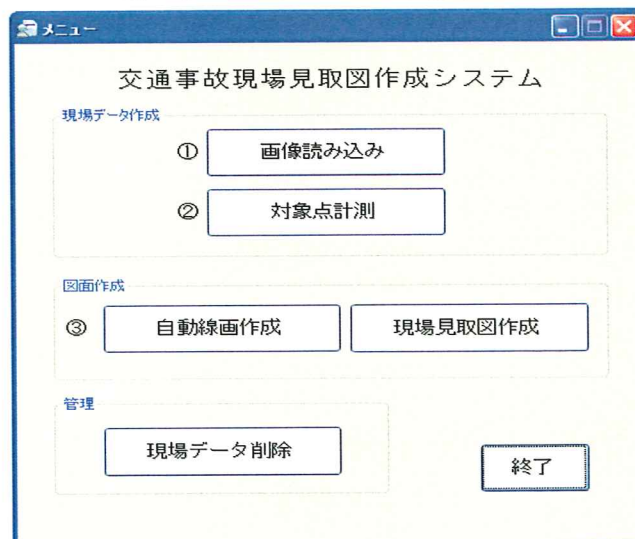 メニュー
交通事故現場見取図作成システム
現場データ作成
① 画像読み込み
② 対象点計測
図面作成
③ 自動線画作成 現場見取図作成
管理
現場データ削除
終了